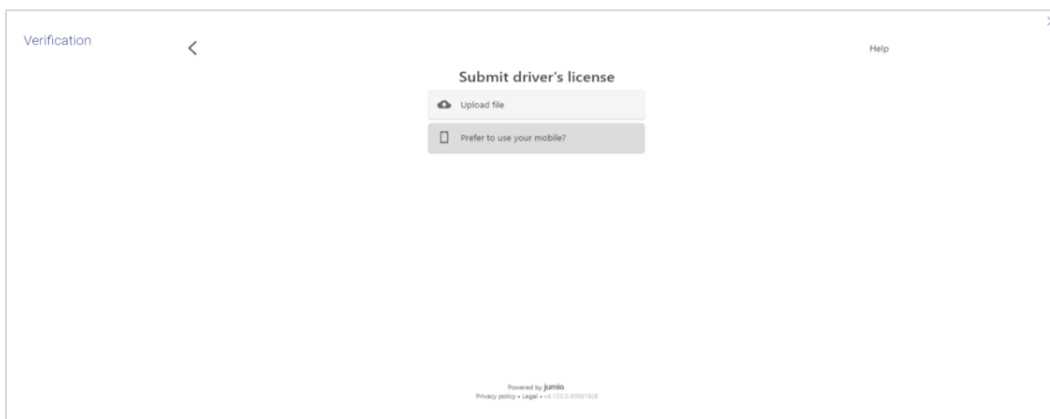 Verification
Help
Submit driver's license
Upload file
Prefer to use your mobile?
Powered by jumio
Privacy policy • Legal •